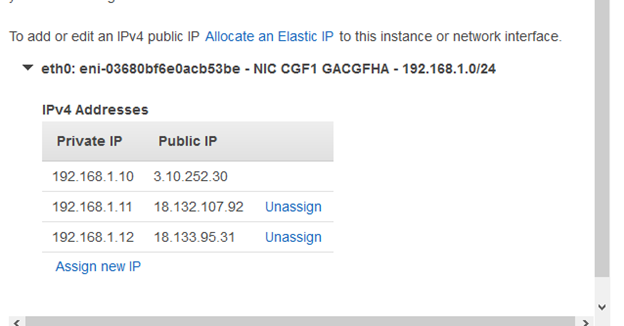 To add or edit an IPv4 public IP Allocate an Elastic IP to this instance or network interface.
eth0: eni-03680bf6e0acb53be - NIC CGF1 GACGFHA - 192.168.1.0/24
IPv4 Addresses
Private IP Public IP
192.168.1.10 3.10.252.30
192.168.1.11 18.132.107.92 Unassign
192.168.1.12 18.133.95.31 Unassign
Assign new IP